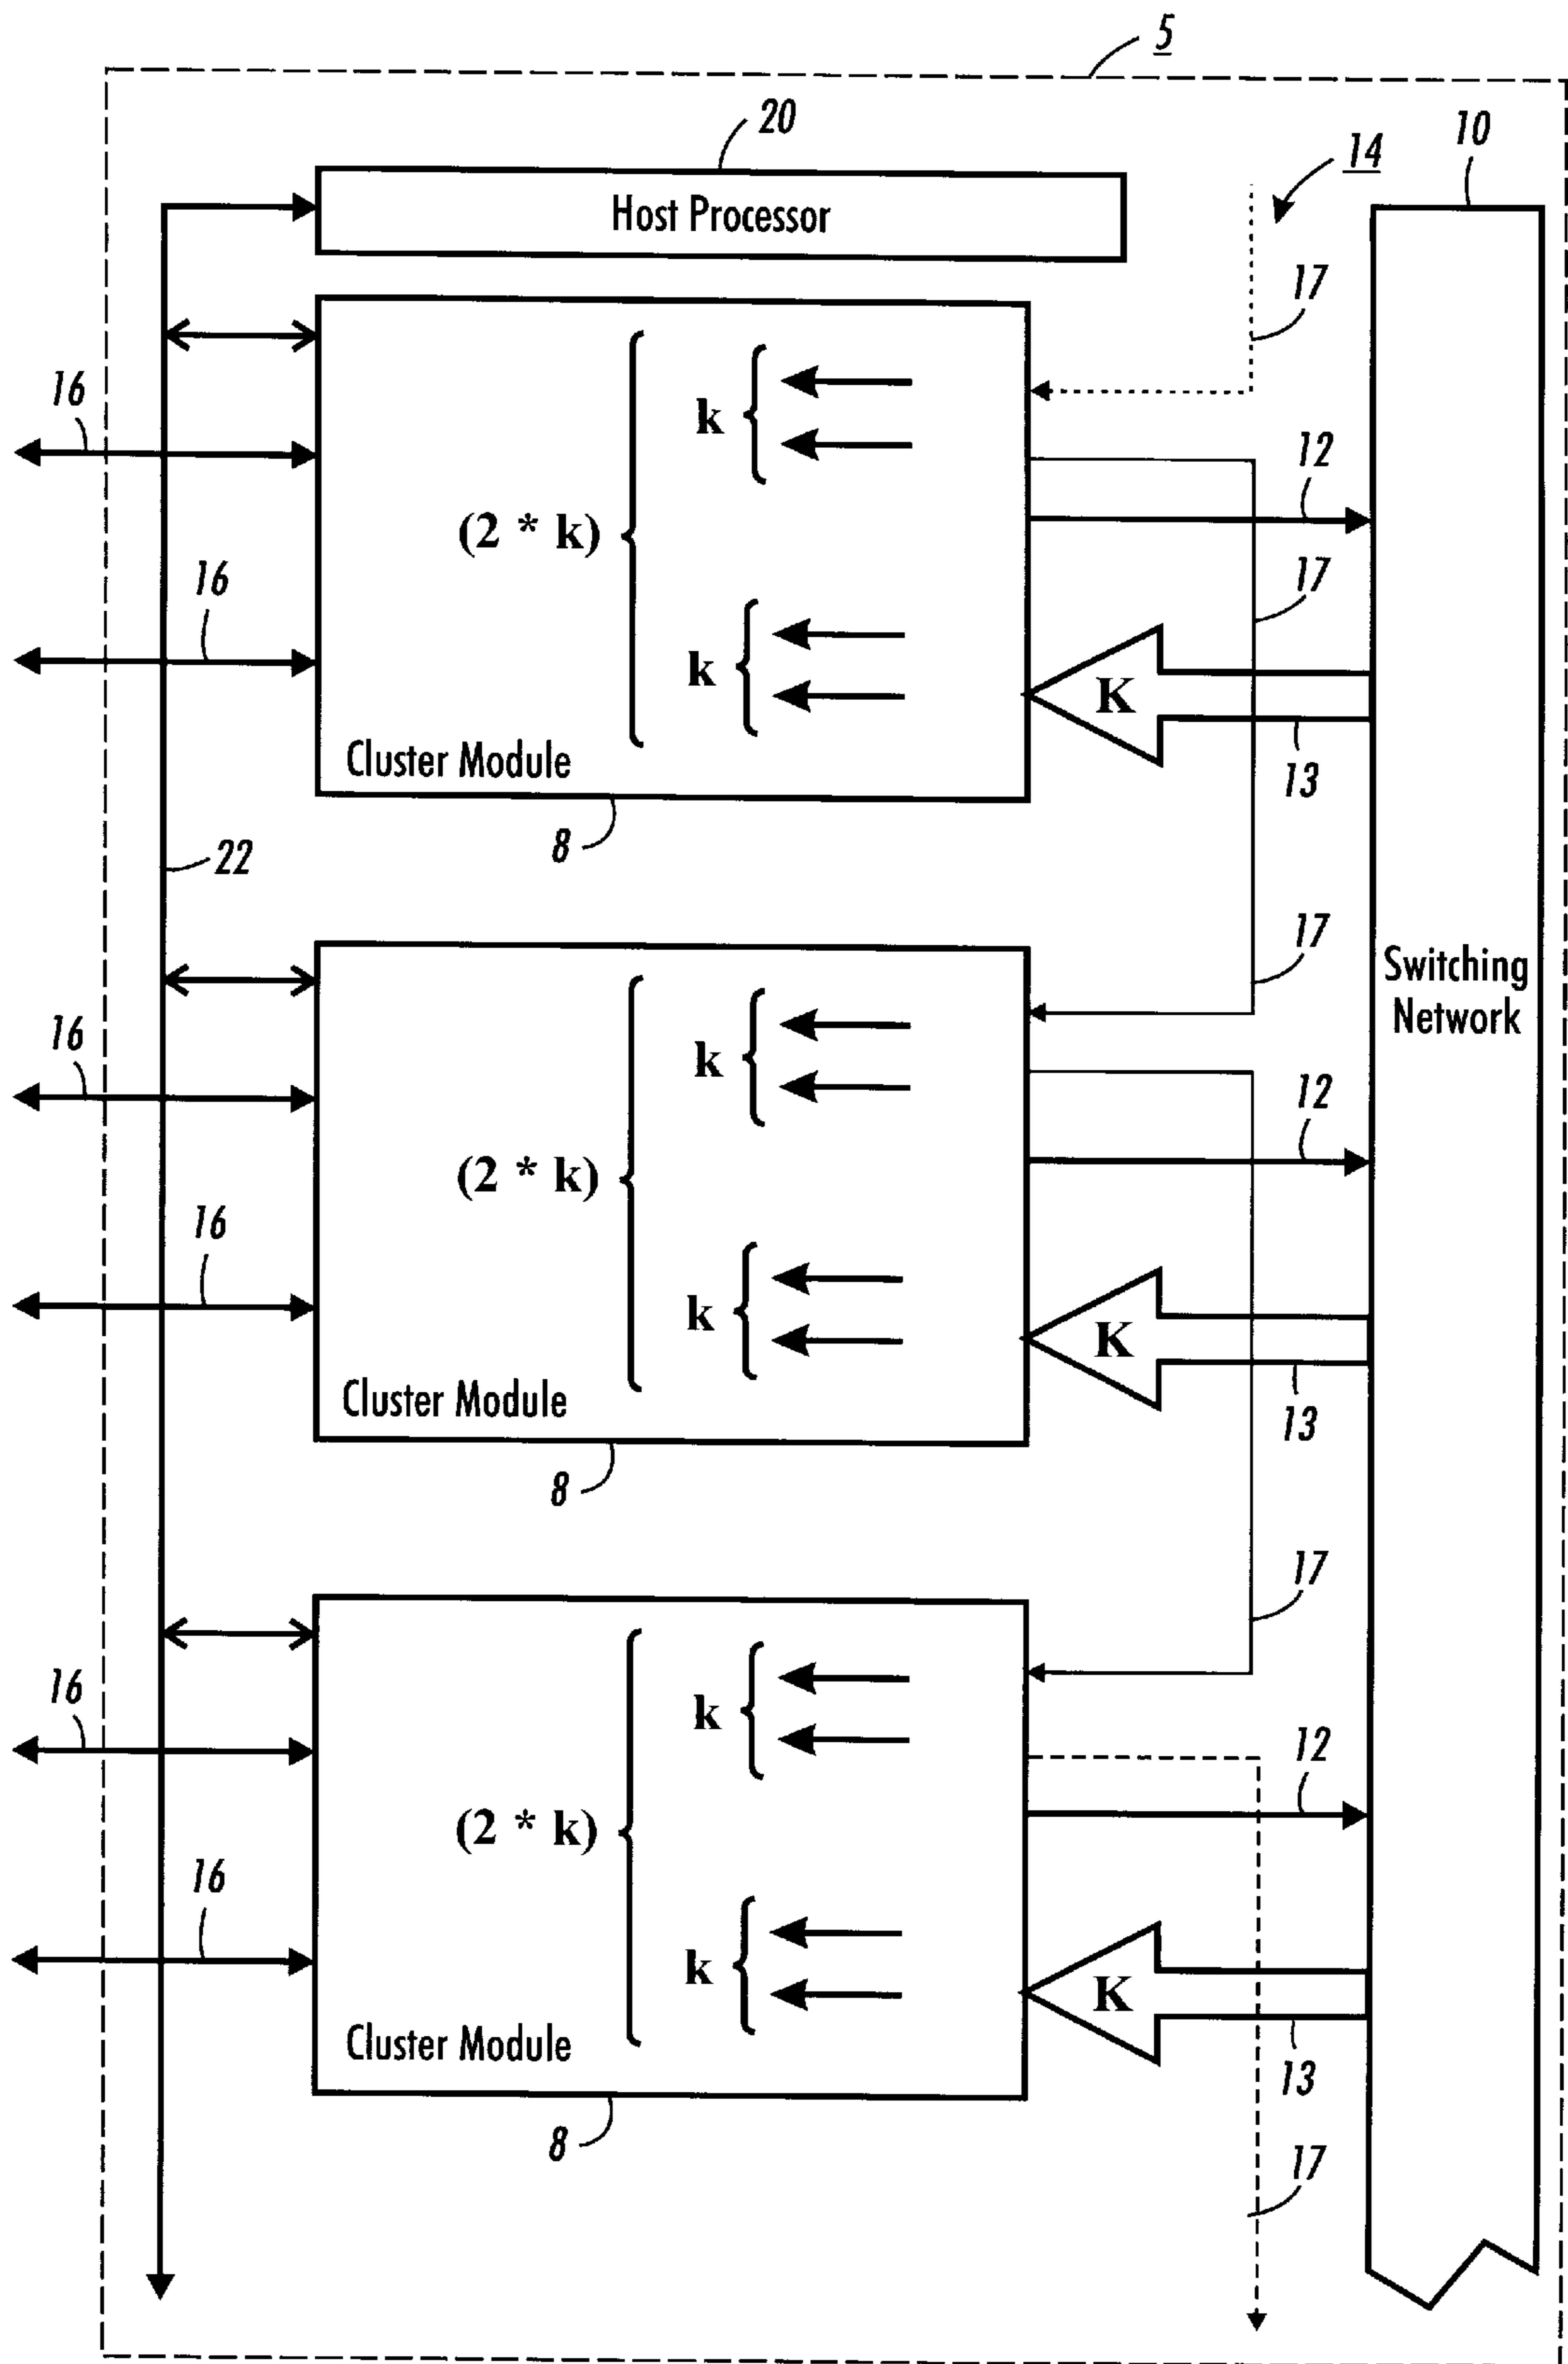 5
20
10
14
Host Processor
17
16
k
12
(2 * k)
17
16
k
K
Cluster Module
13
8
22
17
Switching
Network
16
k
12
(2 * k)
16
k
K
Cluster Module
13
8
17
16
k
12
(2 * k)
16
k
K
Cluster Module
13
8
17